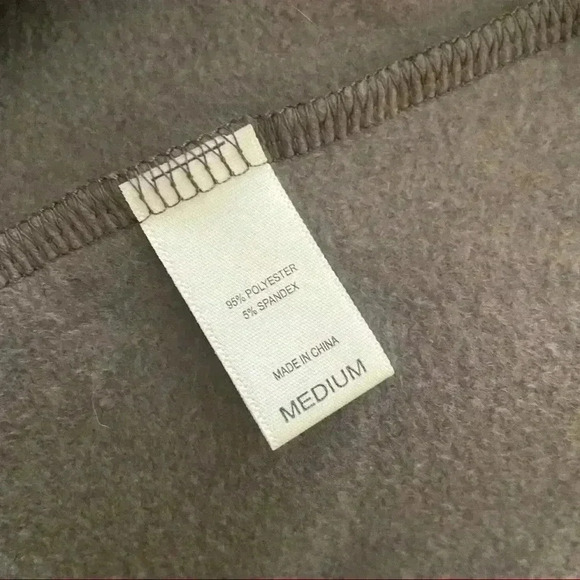 95% POLYESTER
5% SPANDEX
MADE IN CHINA
MEDIUM